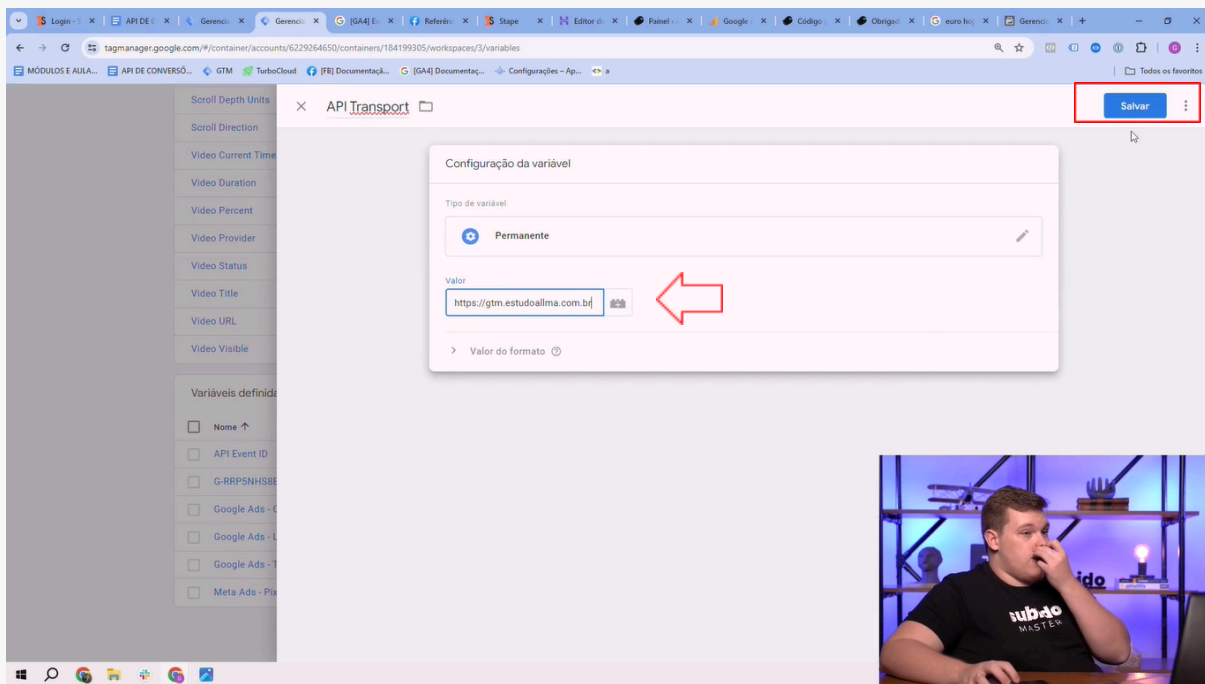 Login - S
API DE C
Gerencia
Gerencia
[GA4] E
Referên
Stape
Editor d
Painel
Google
Código
Obrigad
euro ho
Gerenc
tagmanager.google.com/#/container/accounts/6229264650/containers/184199305/workspaces/3/variables
MÓDULOS E AULA...
API DE CONVERSÕ...
GTM
TurboCloud
[FB] Documentaçã...
[GA4] Documentaç...
Configurações – Ap...
a
Todos os favoritos
Scroll Depth Units
Scroll Direction
Video Current Time
Video Duration
Video Percent
Video Provider
Video Status
Video Title
Video URL
Video Visible
Variáveis definida
Nome
API Event ID
G-RRP5NHS8E
Google Ads - C
Google Ads - L
Google Ads - T
Meta Ads - Pix
API Transport
Salvar
Configuração da variável
Tipo de variável
Permanente
Valor
https://gtm.estudoallma.com.br
Valor do formato
subido
MASTER
ido